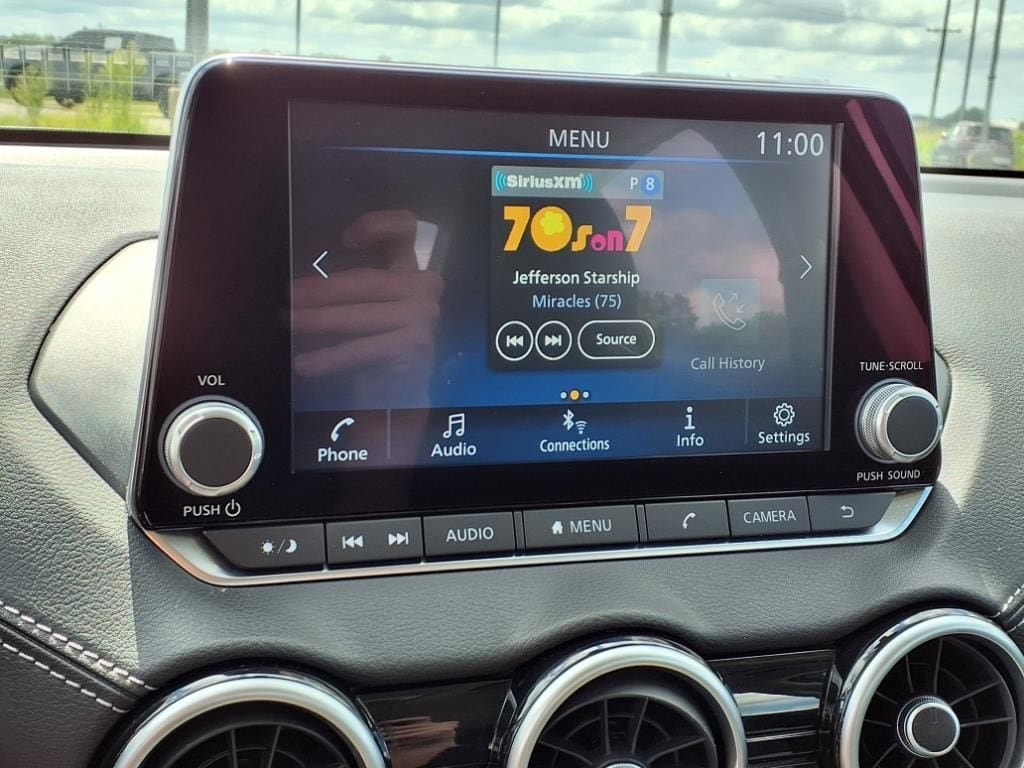 MENU 11:00
SiriusXM P 8
70s on 7
Jefferson Starship
Miracles (75)
Source
Call History
Phone Audio Connections Info Settings
VOL
PUSH
TUNE·SCROLL
PUSH SOUND
AUDIO MENU CAMERA